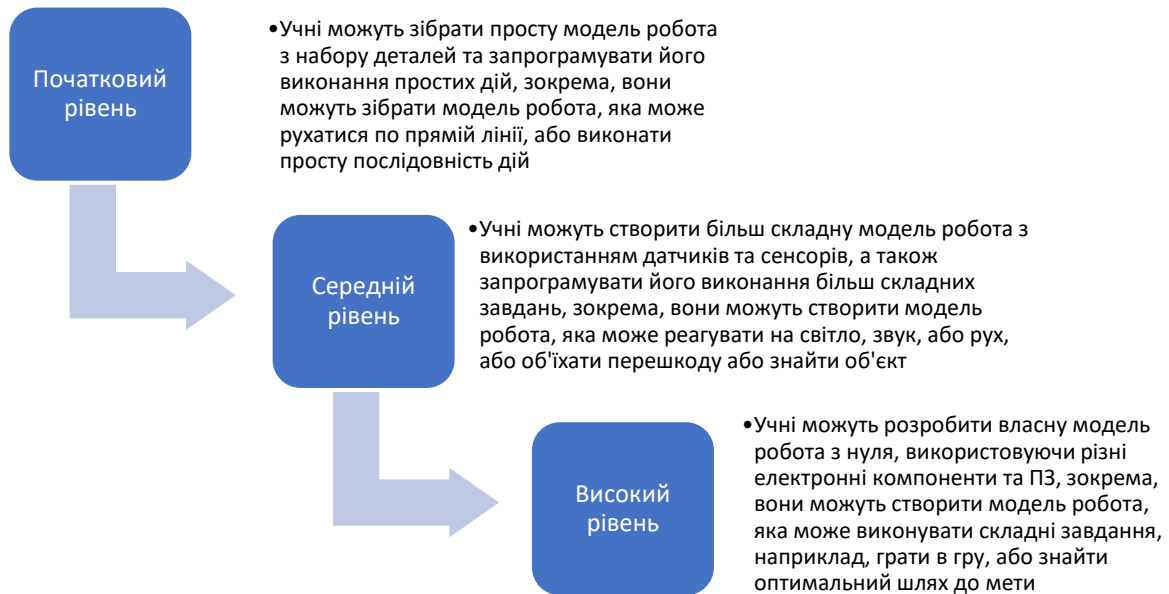 Початковий
рівень
•Учні можуть зібрати просту модель робота
з набору деталей та запрограмувати його
виконання простих дій, зокрема, вони
можуть зібрати модель робота, яка може
рухатися по прямій лінії, або виконати
просту послідовність дій
Середній
рівень
•Учні можуть створити більш складну модель робота з
використанням датчиків та сенсорів, а також
запрограмувати його виконання більш складних
завдань, зокрема, вони можуть створити модель
робота, яка може реагувати на світло, звук, або рух,
або об'їхати перешкоду або знайти об'єкт
Високий
рівень
•Учні можуть розробити власну модель
робота з нуля, використовуючи різні
електронні компоненти та ПЗ, зокрема,
вони можуть створити модель робота,
яка може виконувати складні завдання,
наприклад, грати в гру, або знайти
оптимальний шлях до мети